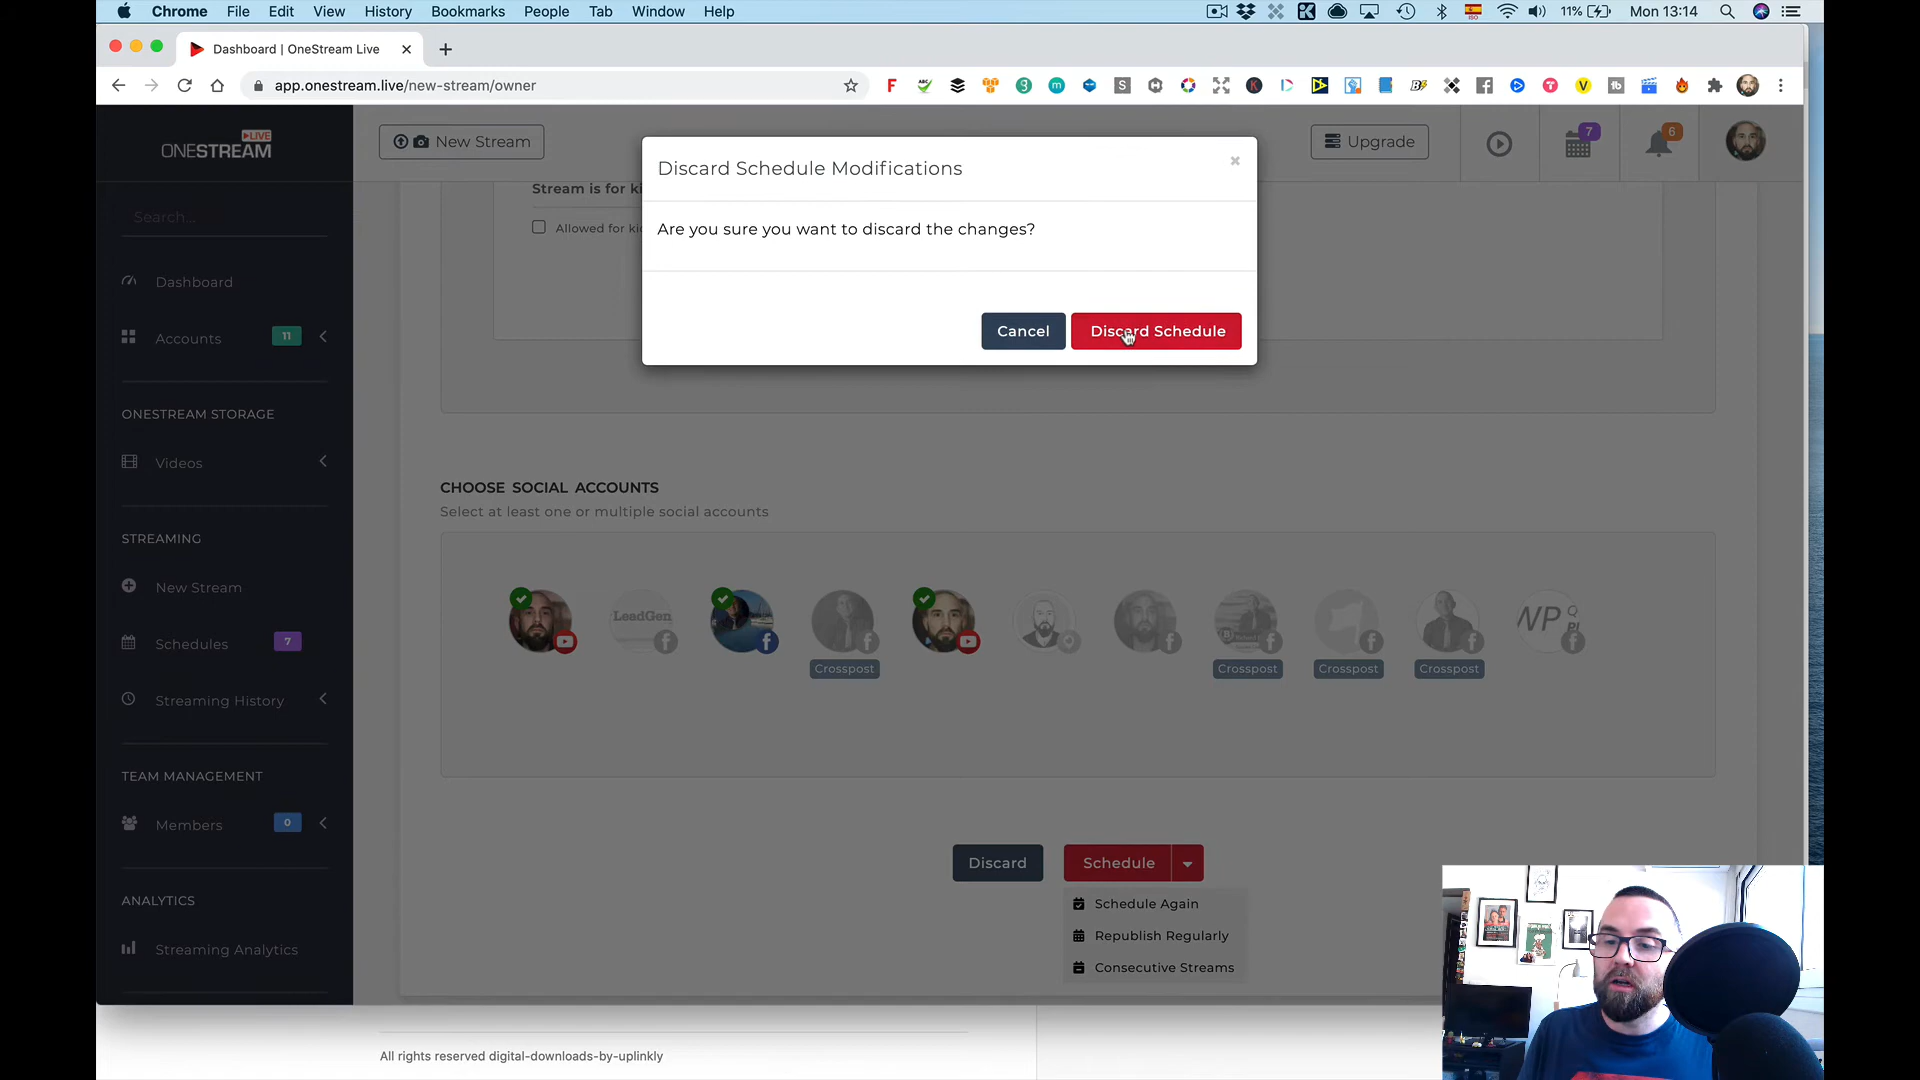 Chrome File Edit View History Bookmarks People Tab Window Help 11% Mon 13:14
Dashboard | OneStream Live
app.onestream.live/new-stream/owner
LIVE
ONESTREAM
New Stream
Upgrade
7
6
Search...
Dashboard
Accounts 11
ONESTREAM STORAGE
Videos
STREAMING
New Stream
Schedules 7
Streaming History
TEAM MANAGEMENT
Members 0
ANALYTICS
Streaming Analytics
Discard Schedule Modifications
Are you sure you want to discard the changes?
Cancel Discard Schedule
Stream is for
Allowed for
CHOOSE SOCIAL ACCOUNTS
Select at least one or multiple social accounts
LeadGen
Crosspost Crosspost Crosspost Crosspost
Discard Schedule
Schedule Again
Republish Regularly
Consecutive Streams
All rights reserved digital-downloads-by-uplinkly